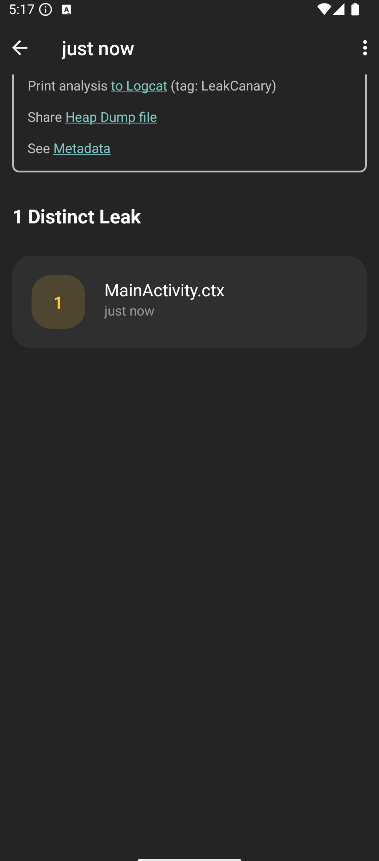 5:17
A
just now
Print analysis to Logcat (tag: LeakCanary)
Share Heap Dump file
See Metadata
1 Distinct Leak
1
MainActivity.ctx
just now